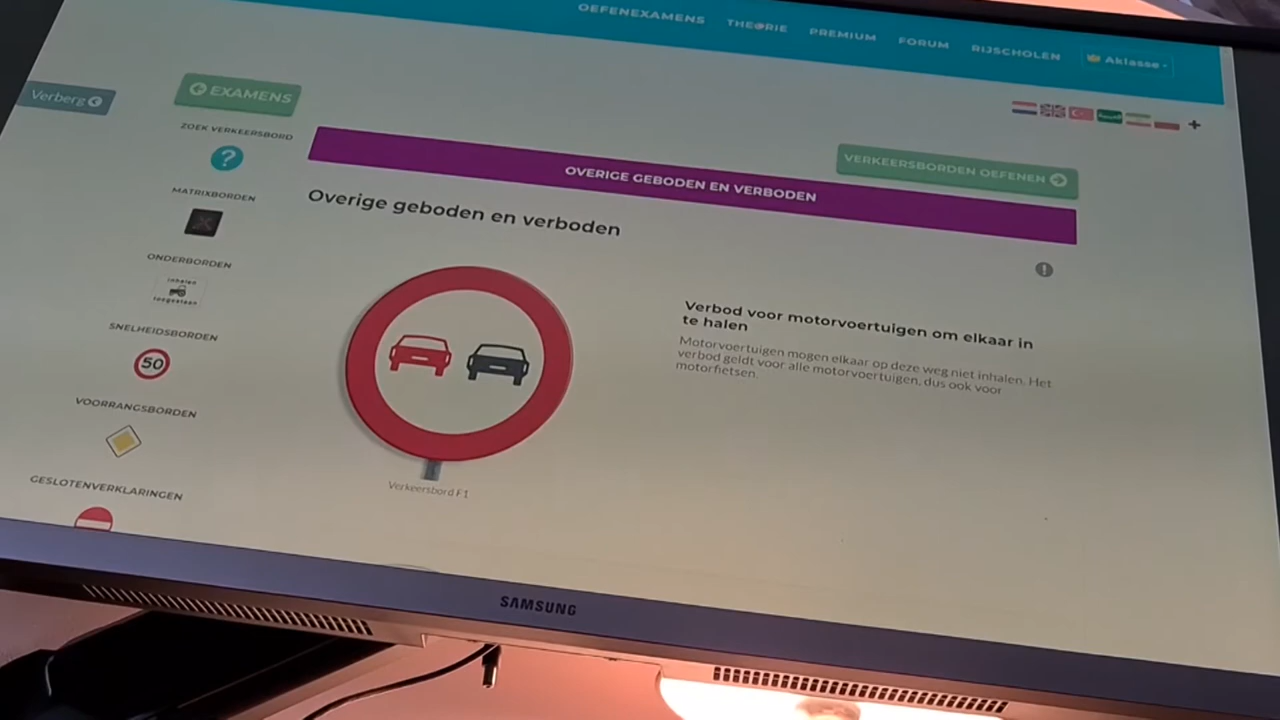 OEFENEXAMENS THEORIE PREMIUM FORUM RIJSCHOLEN Aklasse
Verberg
EXAMENS
ZOEK VERKEERSBORD
?
MATRIXBORDEN
ONDERBORDEN
inhalen
toegestaan
SNELHEIDSBORDEN
50
VOORRANGSBORDEN
GESLOTENVERKLARINGEN
VERKEERSBORDEN OEFENEN
OVERIGE GEBODEN EN VERBODEN
Overige geboden en verboden
Verkeersbord F1
Verbod voor motorvoertuigen om elkaar in
te halen
Motorvoertuigen mogen elkaar op deze weg niet inhalen. Het
verbod geldt voor alle motorvoertuigen, dus ook voor
motorfietsen.
SAMSUNG